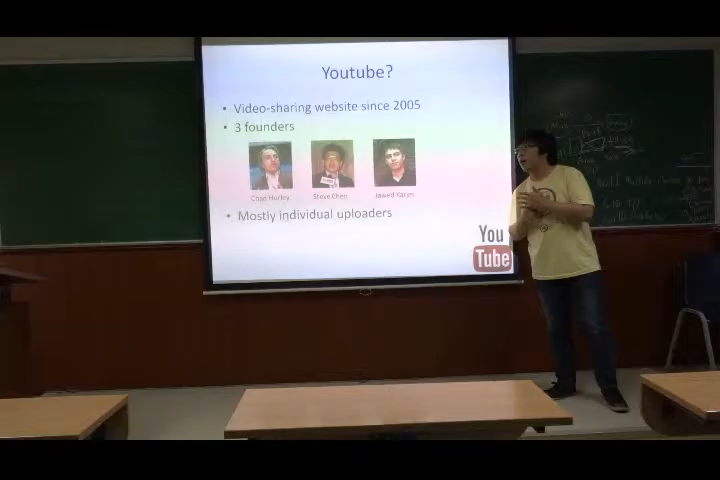 Youtube?
• Video-sharing website since 2005
• 3 founders
Chad Hurley Steve Chen Jawed Karim
• Mostly individual uploaders
You
Tube